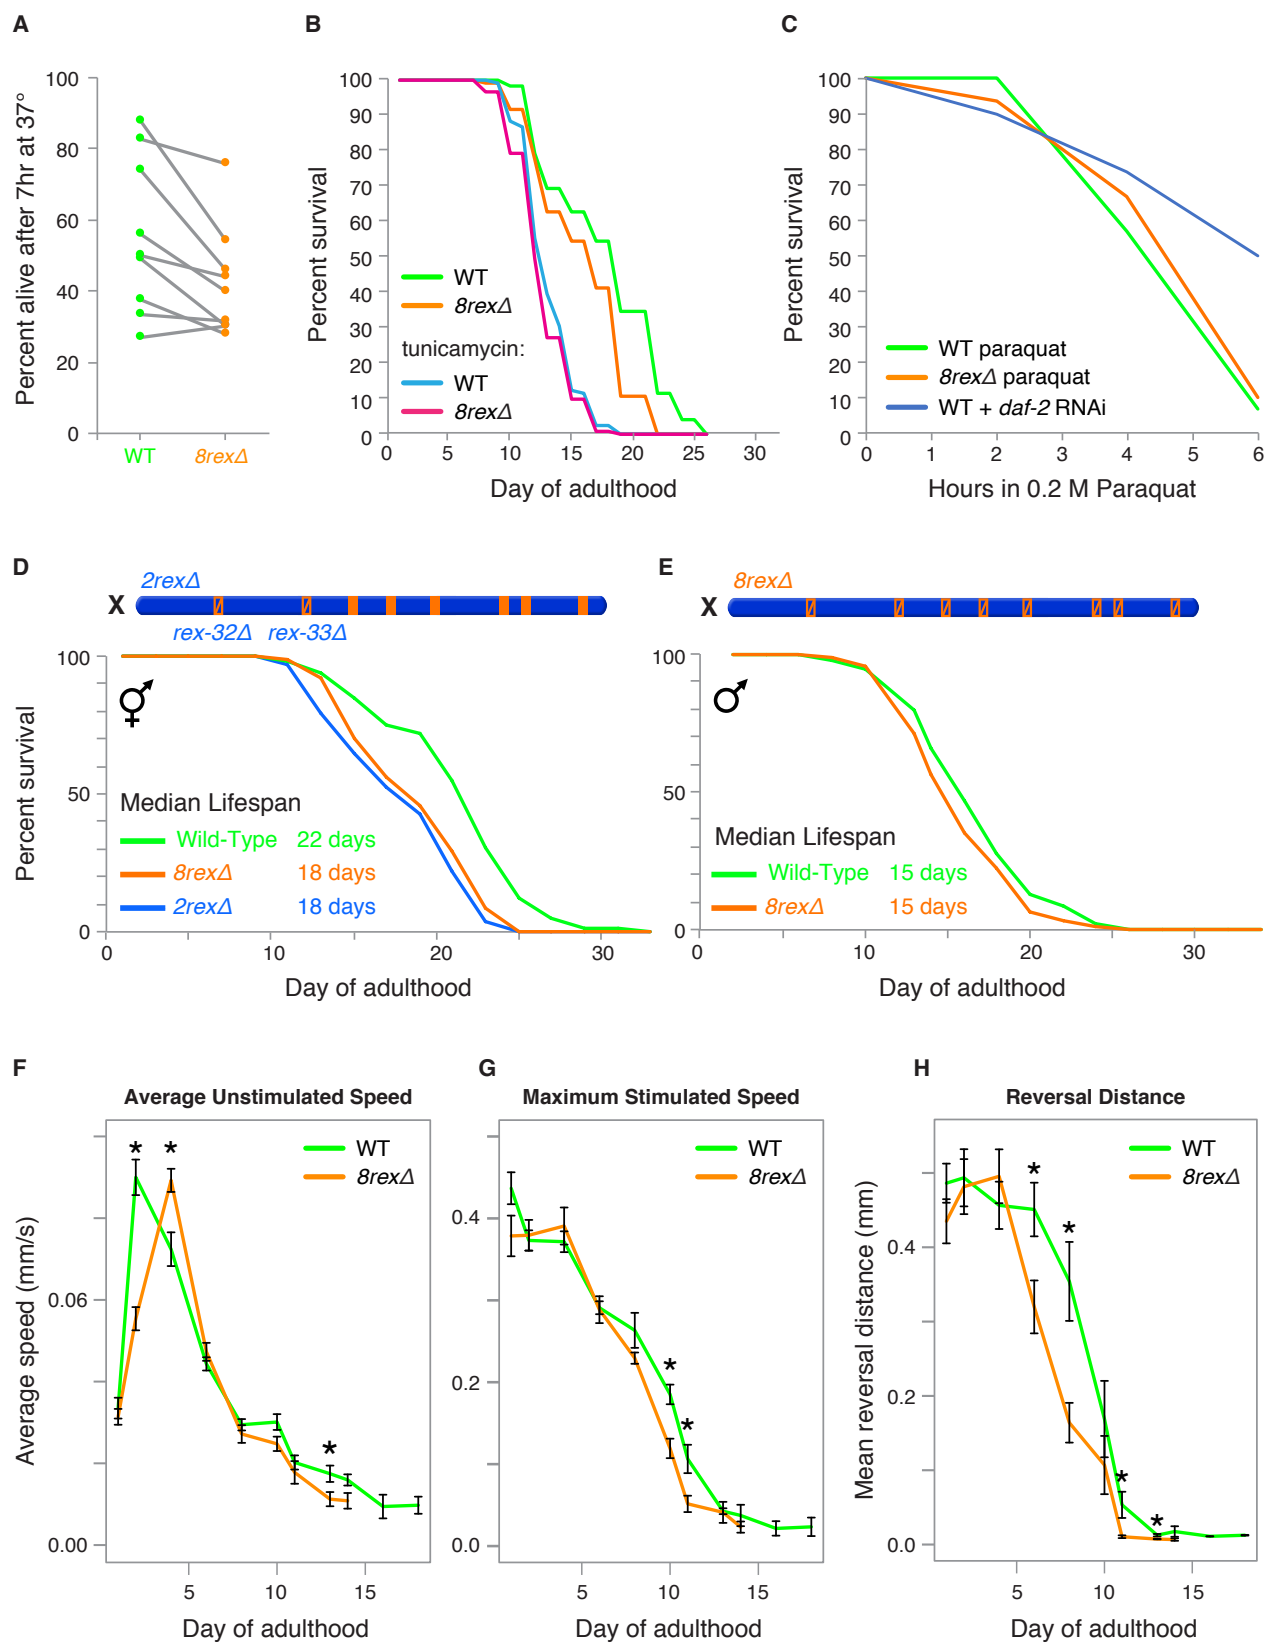 A
Percent alive after 7hr at 37°
100
80
60
40
20
0
WT
8rexΔ
B
Percent survival
100
90
80
70
60
50
40
30
20
10
0
WT
8rexΔ
tunicamycin:
WT
8rexΔ
0
5
10
15
20
25
30
Day of adulthood
C
Percent survival
100
90
80
70
60
50
40
30
20
10
0
WT paraquat
8rexΔ paraquat
WT + daf-2 RNAi
0
1
2
3
4
5
6
Hours in 0.2 M Paraquat
D
2rexΔ
X
rex-32Δ rex-33Δ
Percent survival
100
50
0
Median Lifespan
Wild-Type 22 days
8rexΔ 18 days
2rexΔ 18 days
0
10
20
30
Day of adulthood
E
8rexΔ
X
100
50
0
Median Lifespan
Wild-Type 15 days
8rexΔ 15 days
0
10
20
30
Day of adulthood
F
Average Unstimulated Speed
Average speed (mm/s)
0.06
0.00
* *
*
WT
8rexΔ
5
10
15
Day of adulthood
G
Maximum Stimulated Speed
0.4
0.2
0.0
*
*
WT
8rexΔ
5
10
15
Day of adulthood
H
Reversal Distance
Mean reversal distance (mm)
0.4
0.2
0.0
*
*
*
*
WT
8rexΔ
5
10
15
Day of adulthood